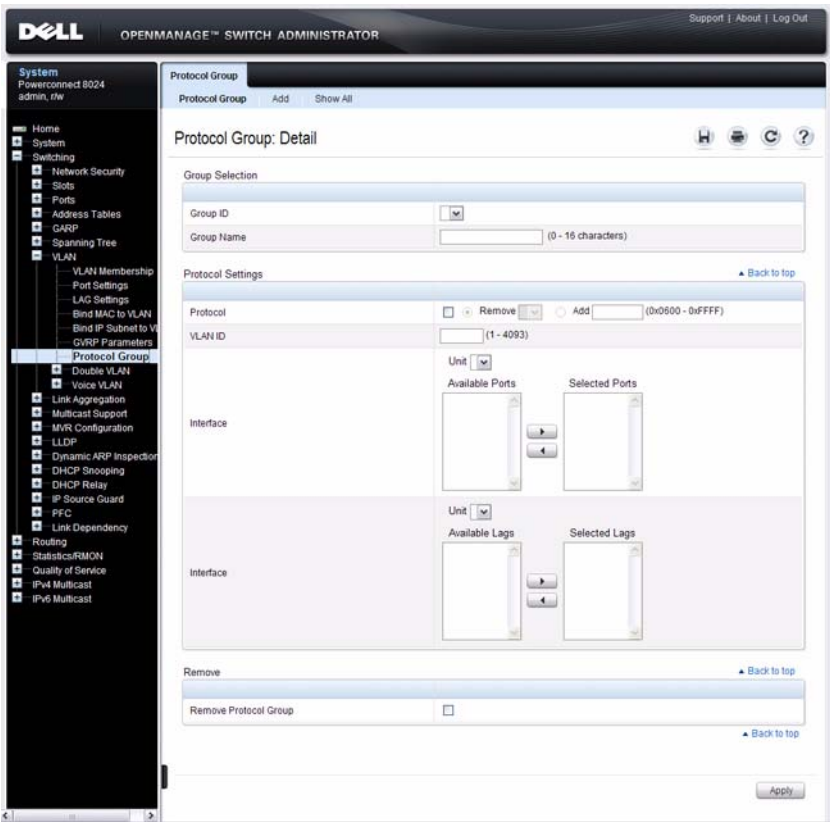 Support | About | Log Out
DELL
OPENMANAGE™ SWITCH ADMINISTRATOR
System
Powerconnect 8024
admin, r/w
Home
System
Switching
Network Security
Slots
Ports
Address Tables
GARP
Spanning Tree
VLAN
VLAN Membership
Port Settings
LAG Settings
Bind MAC to VLAN
Bind IP Subnet to VL
GVRP Parameters
Protocol Group
Double VLAN
Voice VLAN
Link Aggregation
Multicast Support
MVR Configuration
LLDP
Dynamic ARP Inspection
DHCP Snooping
DHCP Relay
IP Source Guard
PFC
Link Dependency
Routing
Statistics/RMON
Quality of Service
IPv4 Multicast
IPv6 Multicast
Protocol Group
Protocol Group Add Show All
Protocol Group: Detail
Group Selection
Group ID
Group Name (0 - 16 characters)
Protocol Settings Back to top
Protocol Remove Add (0x0600 - 0xFFFF)
VLAN ID (1 - 4093)
Unit
Available Ports Selected Ports
Interface
Unit
Available Lags Selected Lags
Interface
Remove Back to top
Remove Protocol Group
Back to top
Apply